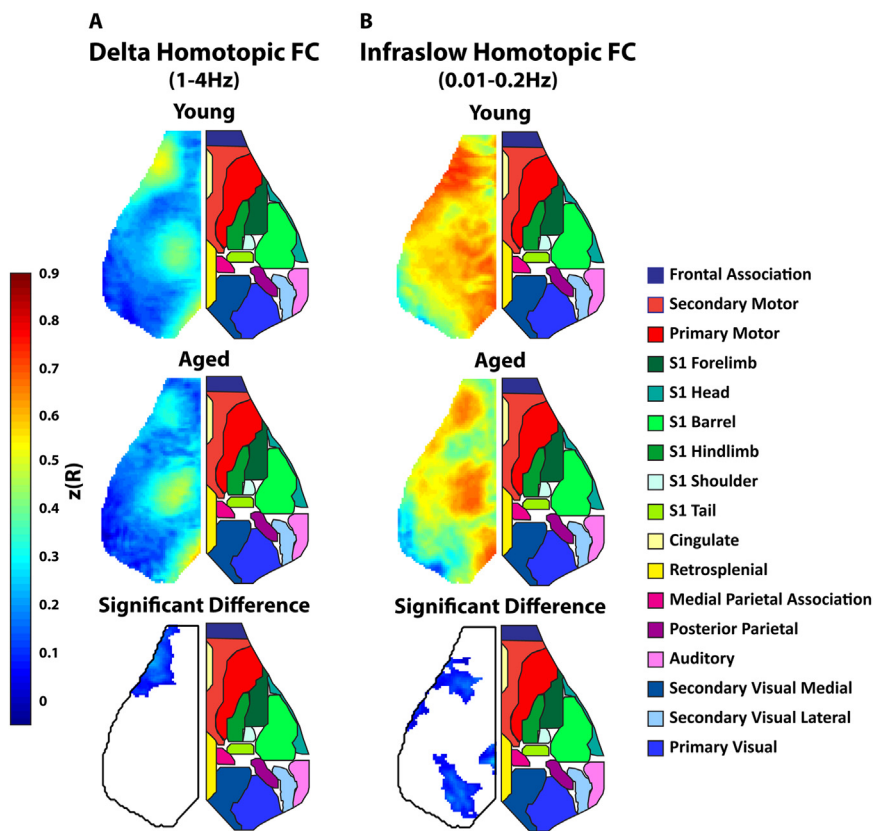 A
Delta Homotopic FC
(1-4Hz)
Young
B
Infraslow Homotopic FC
(0.01-0.2Hz)
Young
0.9
0.8
0.7
0.6
0.5
0.4
0.3
0.2
0.1
0
z(R)
Aged
Aged
Significant Difference
Significant Difference
Frontal Association
Secondary Motor
Primary Motor
S1 Forelimb
S1 Head
S1 Barrel
S1 Hindlimb
S1 Shoulder
S1 Tail
Cingulate
Retrosplenial
Medial Parietal Association
Posterior Parietal
Auditory
Secondary Visual Medial
Secondary Visual Lateral
Primary Visual